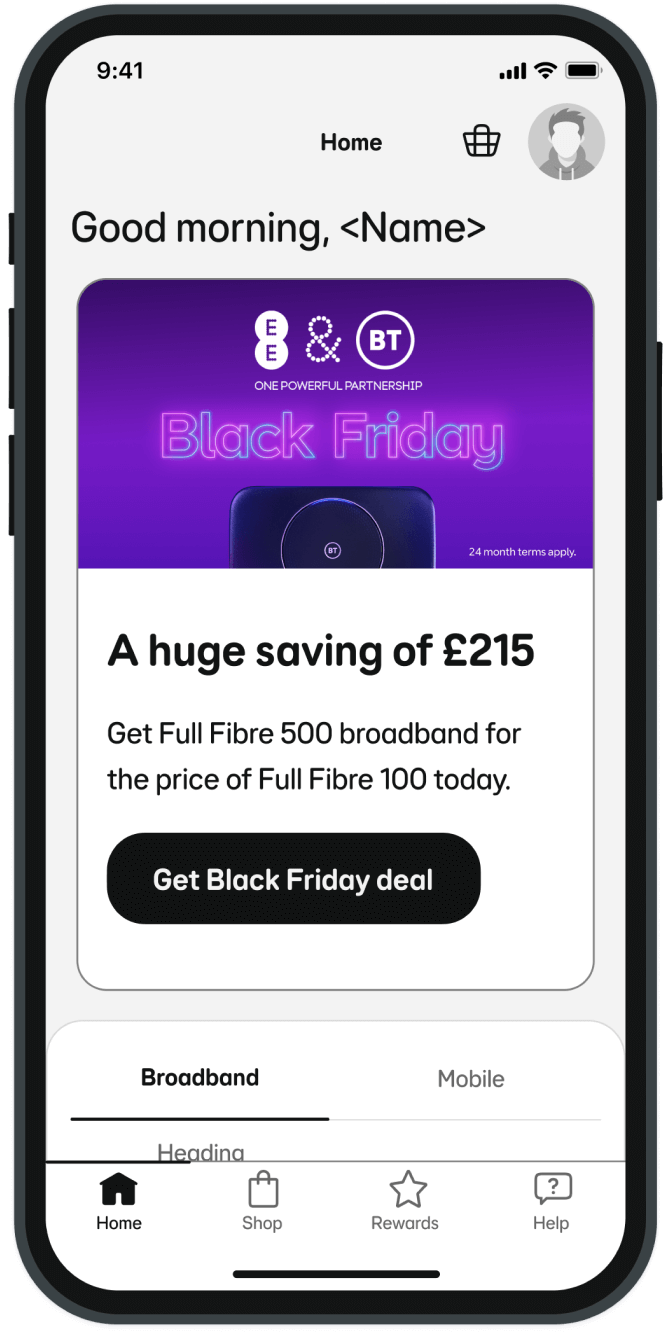 9:41
Home
Good morning, <Name>
E
E
&
BT
ONE POWERFUL PARTNERSHIP
Black Friday
BT
24 month terms apply.
A huge saving of £215
Get Full Fibre 500 broadband for
the price of Full Fibre 100 today.
Get Black Friday deal
Broadband Mobile
Heading
Home Shop Rewards Help